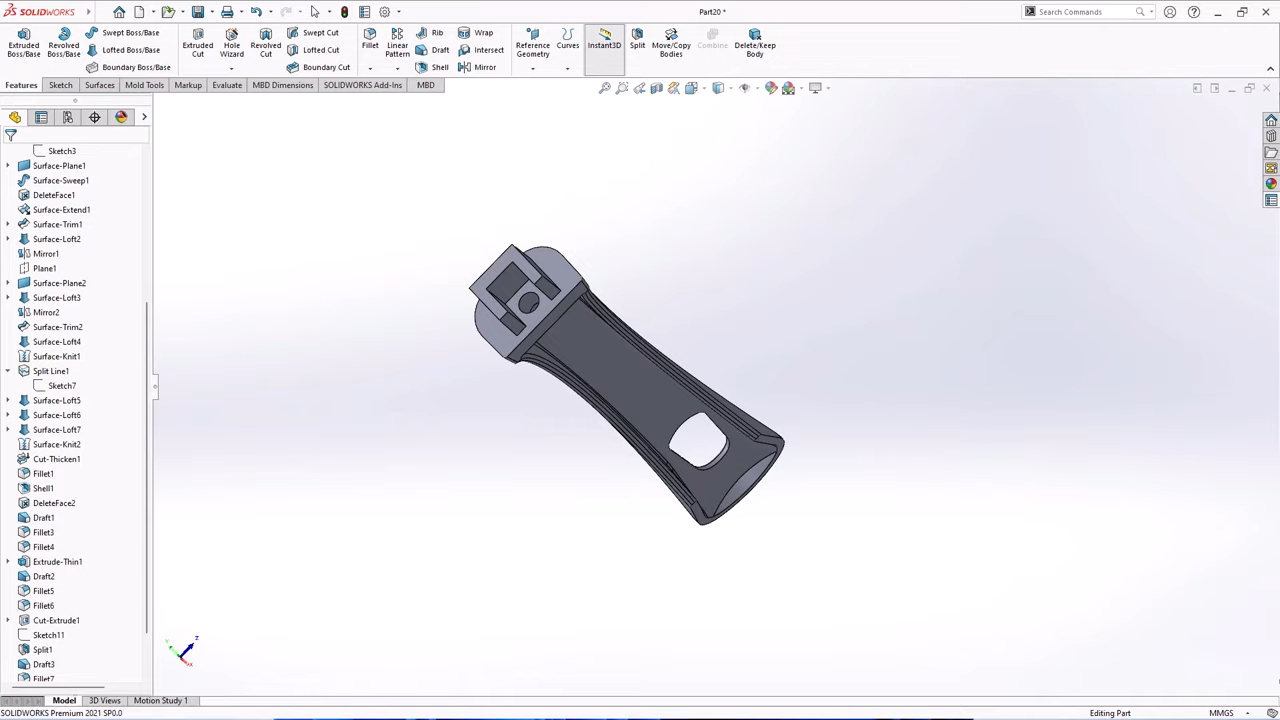 SOLIDWORKS
Part20 *
Search Commands
Extruded Boss/Base
Revolved Boss/Base
Swept Boss/Base
Lofted Boss/Base
Boundary Boss/Base
Extruded Cut
Hole Wizard
Revolved Cut
Swept Cut
Lofted Cut
Boundary Cut
Fillet
Linear Pattern
Rib
Draft
Shell
Wrap
Intersect
Mirror
Reference Geometry
Curves
Instant3D
Split
Move/Copy Bodies
Combine
Delete/Keep Body
Features Sketch Surfaces Mold Tools Markup Evaluate MBD Dimensions SOLIDWORKS Add-Ins MBD
Sketch3
Surface-Plane1
Surface-Sweep1
DeleteFace1
Surface-Extend1
Surface-Trim1
Surface-Loft2
Mirror1
Plane1
Surface-Plane2
Surface-Loft3
Mirror2
Surface-Trim2
Surface-Loft4
Surface-Knit1
Split Line1
Sketch7
Surface-Loft5
Surface-Loft6
Surface-Loft7
Surface-Knit2
Cut-Thicken1
Fillet1
Shell1
DeleteFace2
Draft1
Fillet3
Fillet4
Extrude-Thin1
Draft2
Fillet5
Fillet6
Cut-Extrude1
Sketch11
Split1
Draft3
Fillet7
Z
Model 3D Views Motion Study 1
SOLIDWORKS Premium 2021 SP0.0
Editing Part
MMGS